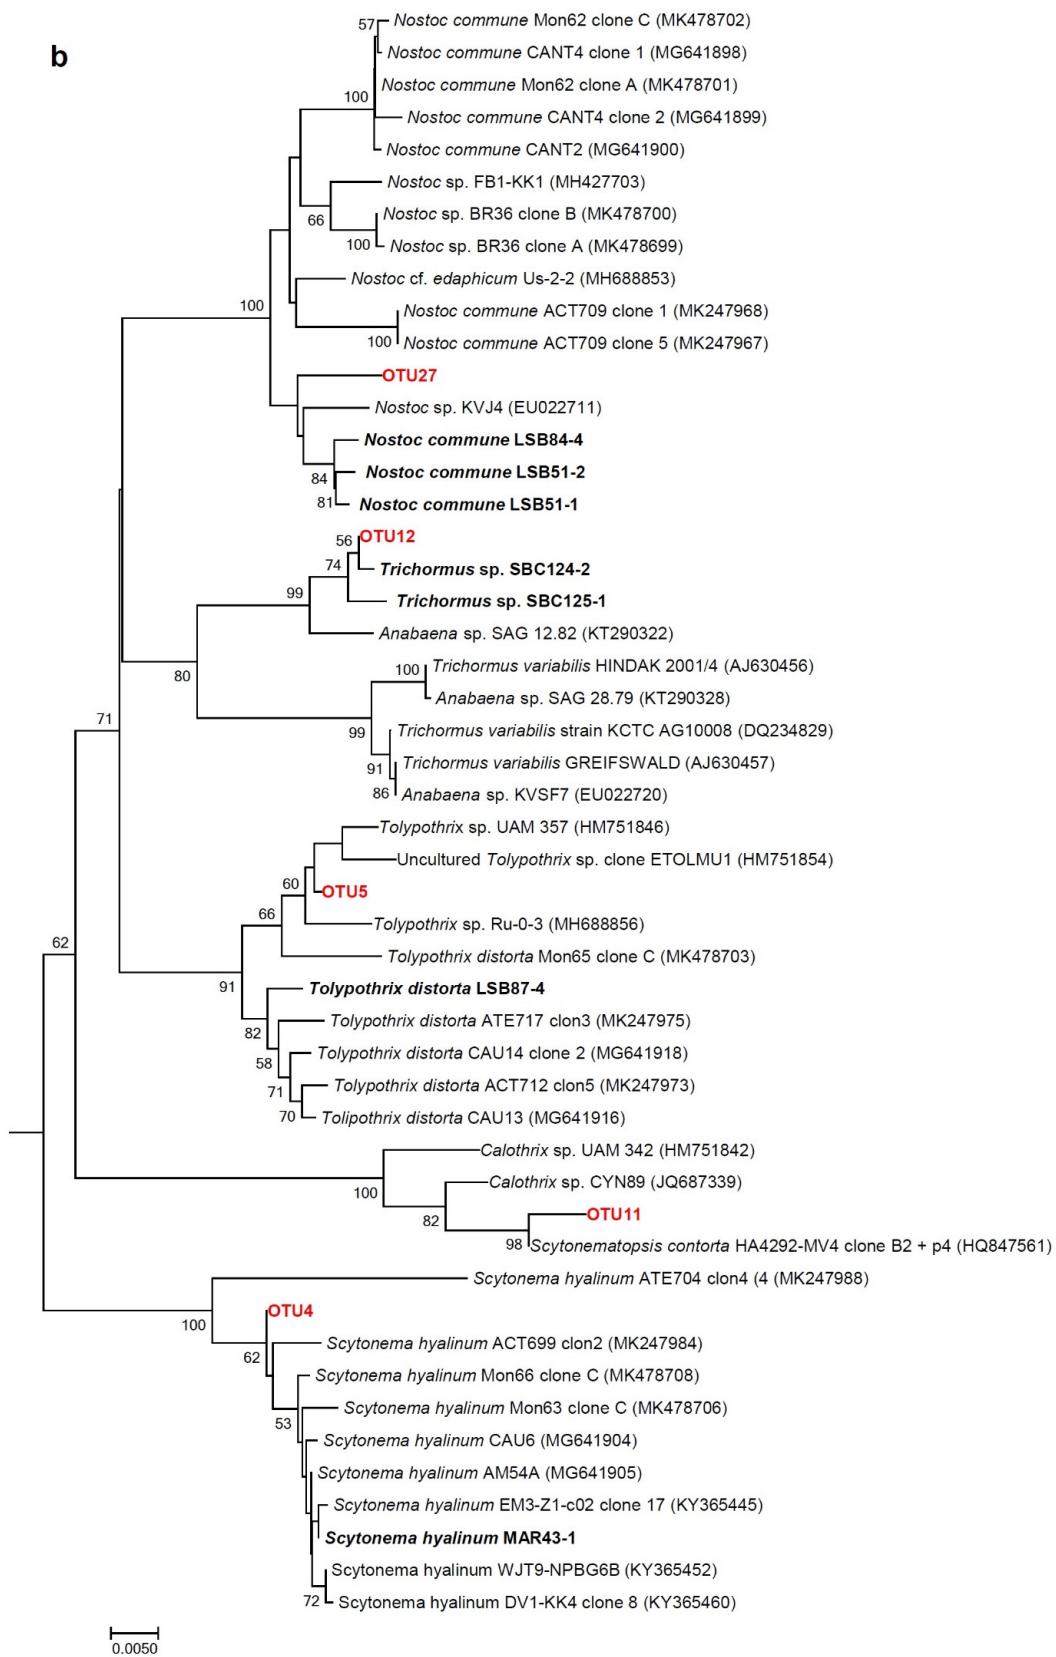 b
57
Nostoc commune Mon62 clone C (MK478702)
Nostoc commune CANT4 clone 1 (MG641898)
Nostoc commune Mon62 clone A (MK478701)
100
Nostoc commune CANT4 clone 2 (MG641899)
Nostoc commune CANT2 (MG641900)
Nostoc sp. FB1-KK1 (MH427703)
66
Nostoc sp. BR36 clone B (MK478700)
100
Nostoc sp. BR36 clone A (MK478699)
Nostoc cf. edaphicum Us-2-2 (MH688853)
100
Nostoc commune ACT709 clone 1 (MK247968)
100
Nostoc commune ACT709 clone 5 (MK247967)
OTU27
Nostoc sp. KVJ4 (EU022711)
Nostoc commune LSB84-4
84
Nostoc commune LSB51-2
81
Nostoc commune LSB51-1
56
OTU12
74
Trichormus sp. SBC124-2
99
Trichormus sp. SBC125-1
Anabaena sp. SAG 12.82 (KT290322)
80
100
Trichormus variabilis HINDAK 2001/4 (AJ630456)
Anabaena sp. SAG 28.79 (KT290328)
71
99
Trichormus variabilis strain KCTC AG10008 (DQ234829)
91
Trichormus variabilis GREIFSWALD (AJ630457)
86
Anabaena sp. KVSF7 (EU022720)
Tolypothrix sp. UAM 357 (HM751846)
Uncultured Tolypothrix sp. clone ETOLMU1 (HM751854)
60
OTU5
66
Tolypothrix sp. Ru-0-3 (MH688856)
62
Tolypothrix distorta Mon65 clone C (MK478703)
91
Tolypothrix distorta LSB87-4
82
Tolypothrix distorta ATE717 clon3 (MK247975)
58
Tolypothrix distorta CAU14 clone 2 (MG641918)
71
Tolypothrix distorta ACT712 clon5 (MK247973)
70
Tolipothrix distorta CAU13 (MG641916)
Calothrix sp. UAM 342 (HM751842)
100
Calothrix sp. CYN89 (JQ687339)
82
OTU11
98
Scytonematopsis contorta HA4292-MV4 clone B2 + p4 (HQ847561)
Scytonema hyalinum ATE704 clon4 (4 (MK247988)
100
OTU4
62
Scytonema hyalinum ACT699 clon2 (MK247984)
Scytonema hyalinum Mon66 clone C (MK478708)
53
Scytonema hyalinum Mon63 clone C (MK478706)
Scytonema hyalinum CAU6 (MG641904)
Scytonema hyalinum AM54A (MG641905)
Scytonema hyalinum EM3-Z1-c02 clone 17 (KY365445)
Scytonema hyalinum MAR43-1
Scytonema hyalinum WJT9-NPBG6B (KY365452)
72
Scytonema hyalinum DV1-KK4 clone 8 (KY365460)
0.0050